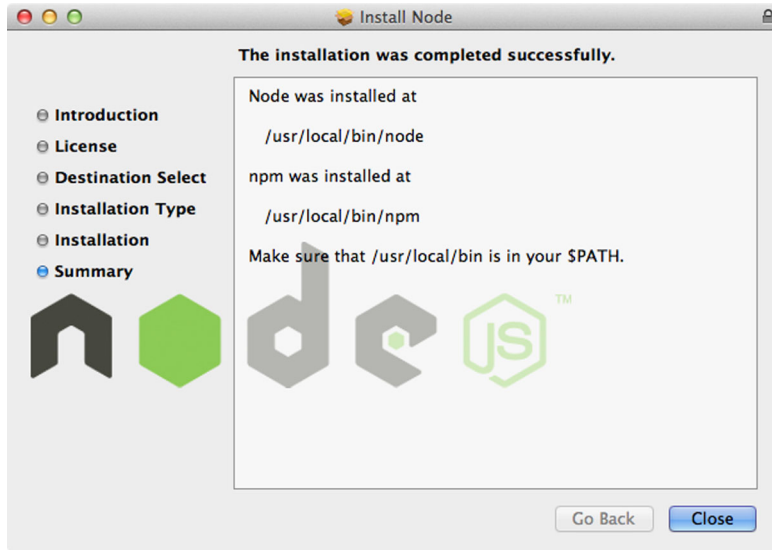 Install Node
The installation was completed successfully.
Introduction
License
Destination Select
Installation Type
Installation
Summary
Node was installed at
/usr/local/bin/node
npm was installed at
/usr/local/bin/npm
Make sure that /usr/local/bin is in your $PATH.
node
JS
TM
Go Back
Close